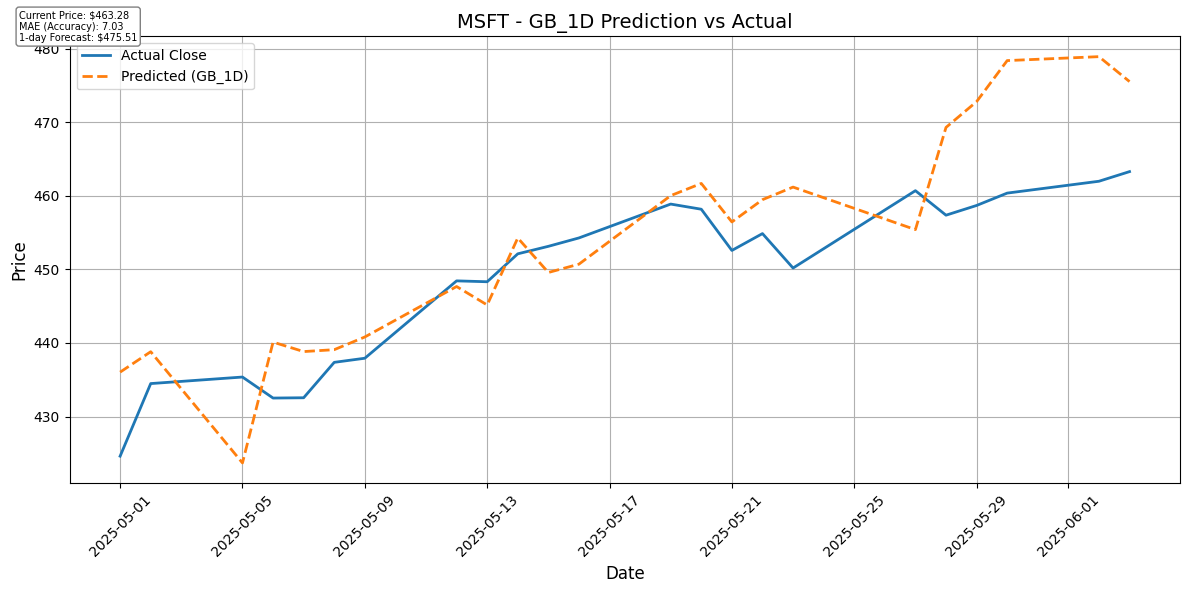 MSFT - GB_1D Prediction vs Actual
Current Price: $463.28
MAE (Accuracy): 7.03
1-day Forecast: $475.51
Actual Close
Predicted (GB_1D)
Price
480
470
460
450
440
430
2025-05-01
2025-05-05
2025-05-09
2025-05-13
2025-05-17
2025-05-21
2025-05-25
2025-05-29
2025-06-01
Date